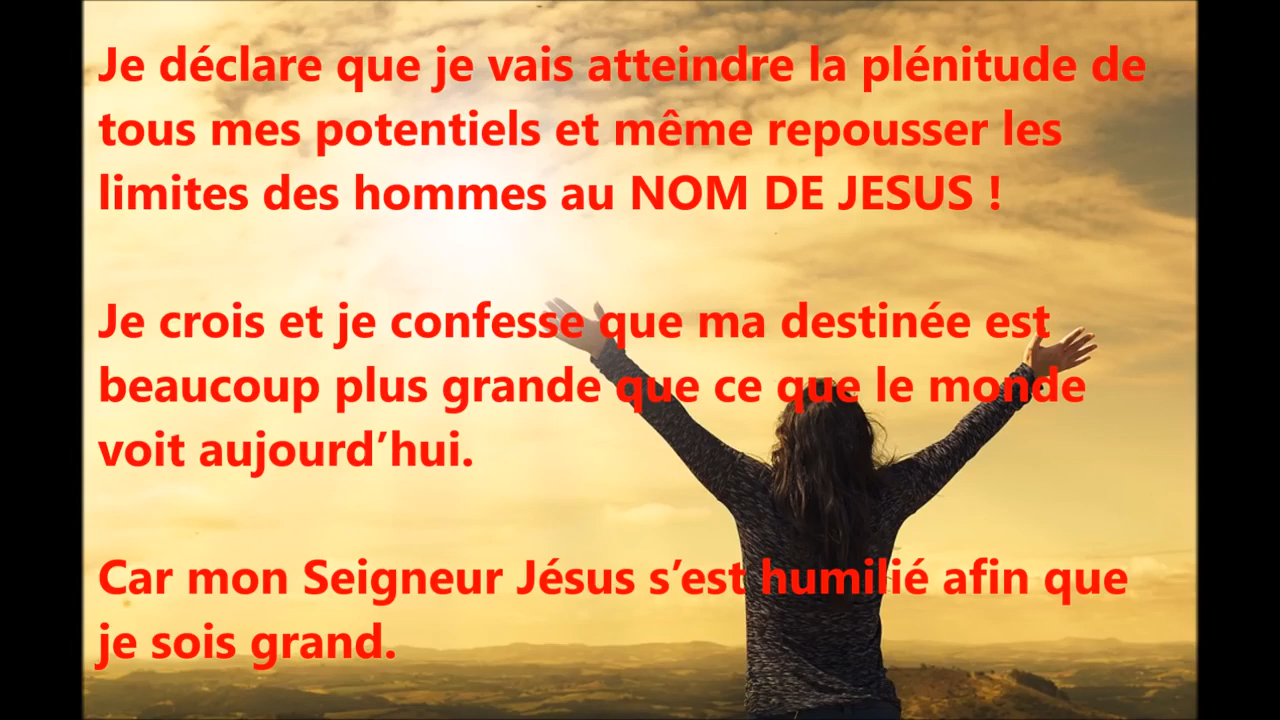 Je déclare que je vais atteindre la plénitude de
tous mes potentiels et même repousser les
limites des hommes au NOM DE JESUS !
Je crois et je confesse que ma destinée est
beaucoup plus grande que ce que le monde
voit aujourd’hui.
Car mon Seigneur Jésus s’est humilié afin que
je sois grand.